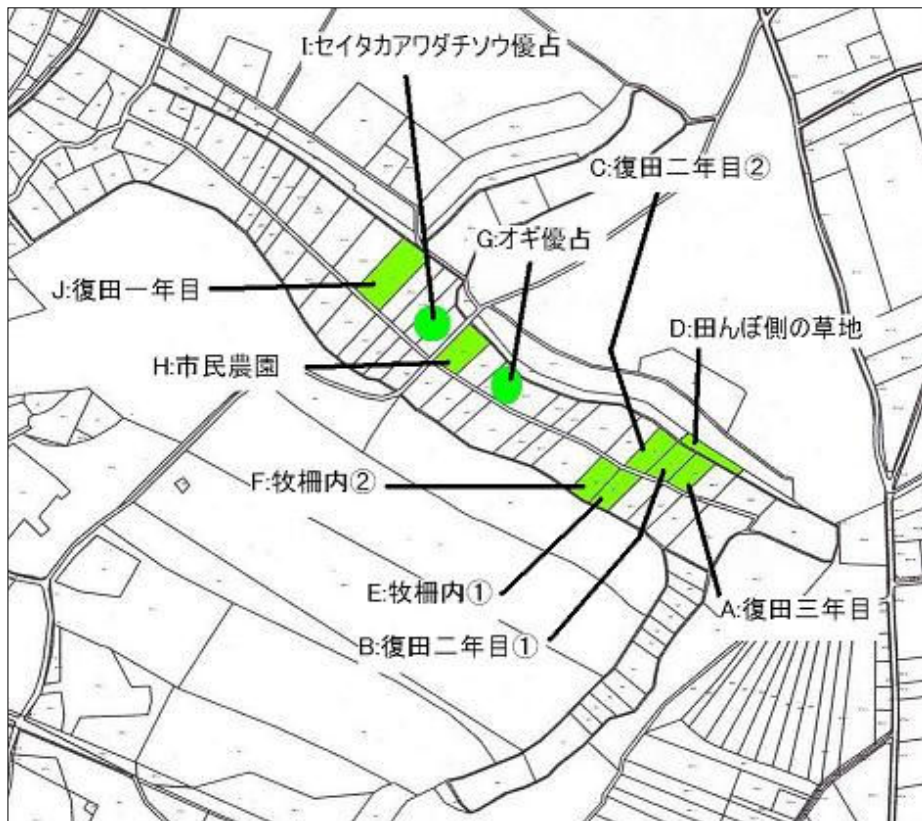 I:セイタカアワダチソウ優占
C:復田二年目②
G:オギ優占
J:復田一年目
D:田んぼ側の草地
H:市民農園
F:牧柵内②
E:牧柵内①
A:復田三年目
B:復田二年目①